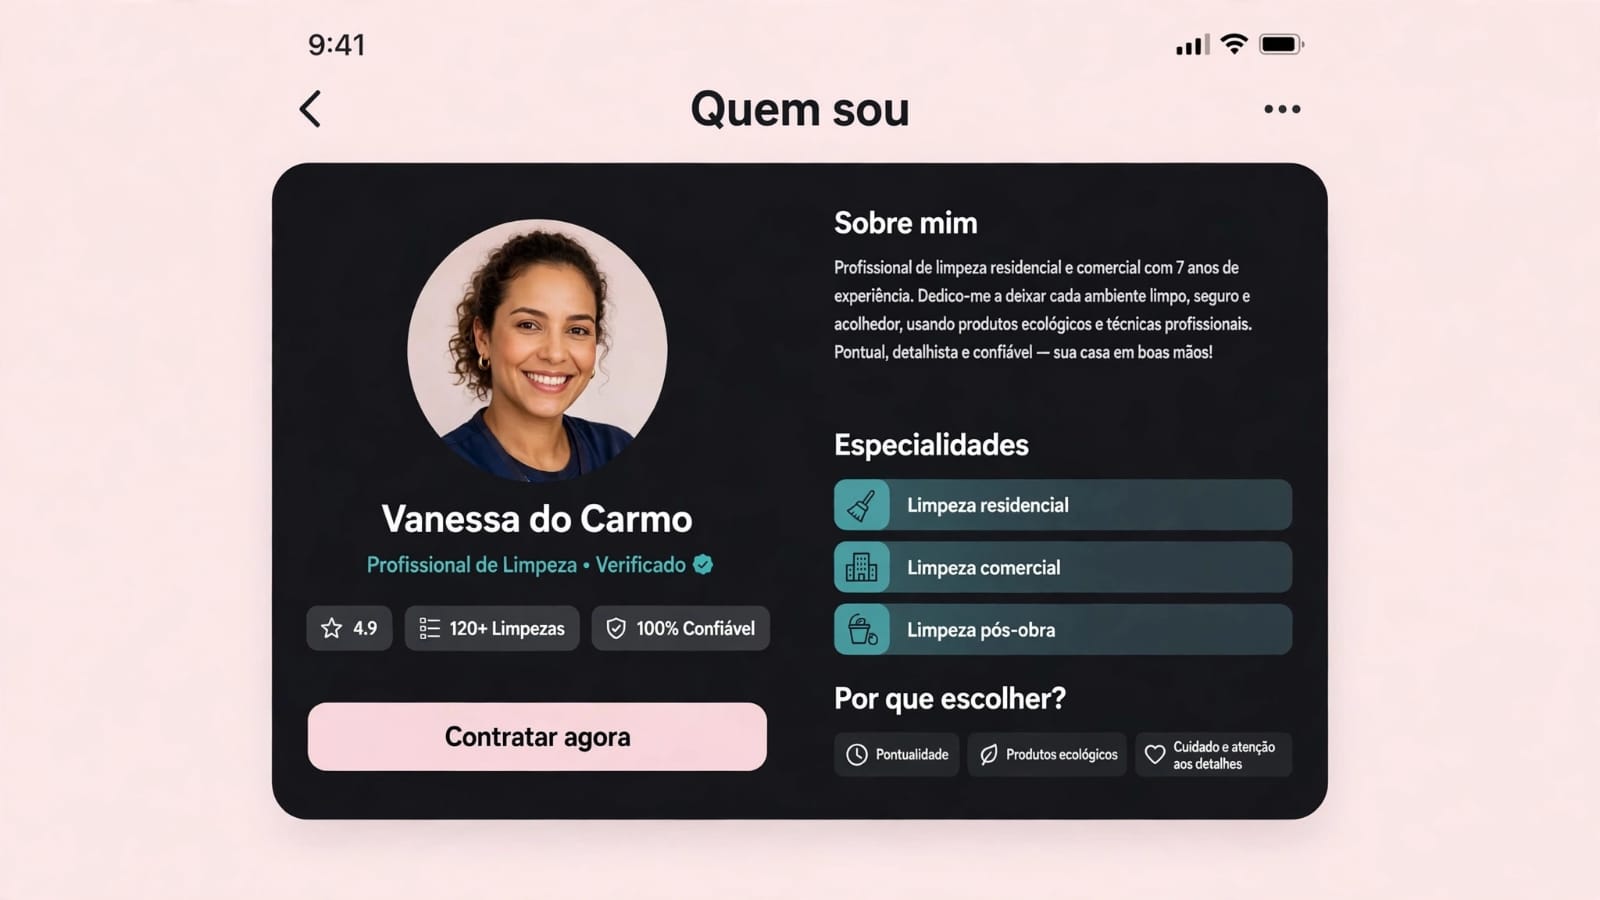 9:41
Quem sou
Vanessa do Carmo
Profissional de Limpeza • Verificado
4.9
120+ Limpezas
100% Confiável
Contratar agora
Sobre mim
Profissional de limpeza residencial e comercial com 7 anos de
experiência. Dedico-me a deixar cada ambiente limpo, seguro e
acolhedor, usando produtos ecológicos e técnicas profissionais.
Pontual, detalhista e confiável — sua casa em boas mãos!
Especialidades
Limpeza residencial
Limpeza comercial
Limpeza pós-obra
Por que escolher?
Pontualidade
Produtos ecológicos
Cuidado e atenção
aos detalhes